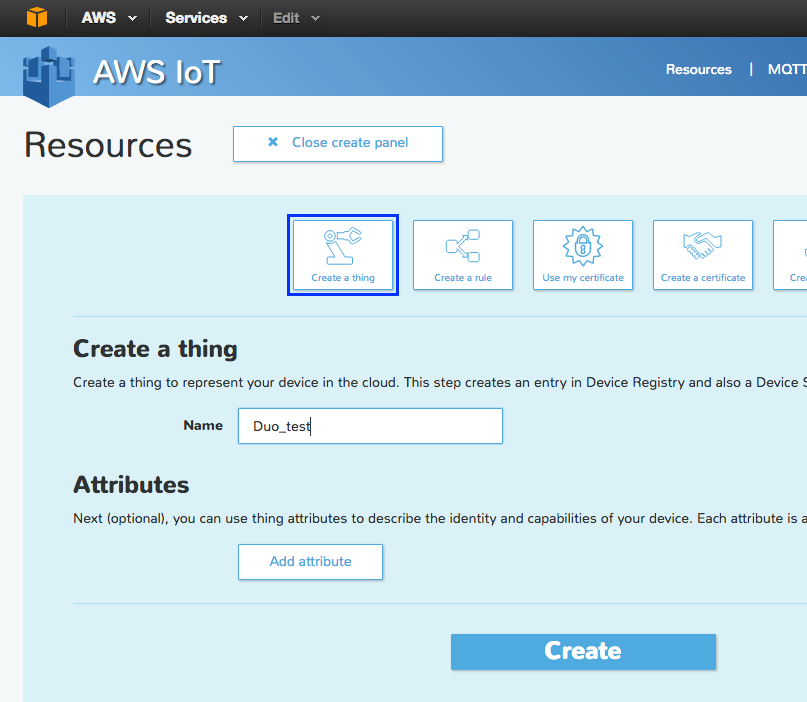 AWS Services Edit
AWS IoT
Resources | MQTT
Resources
Close create panel
Create a thing
Create a rule
Use my certificate
Create a certificate
Create a thing
Create a thing to represent your device in the cloud. This step creates an entry in Device Registry and also a Device
Name
Duo_test
Attributes
Next (optional), you can use thing attributes to describe the identity and capabilities of your device. Each attribute is
Add attribute
Create